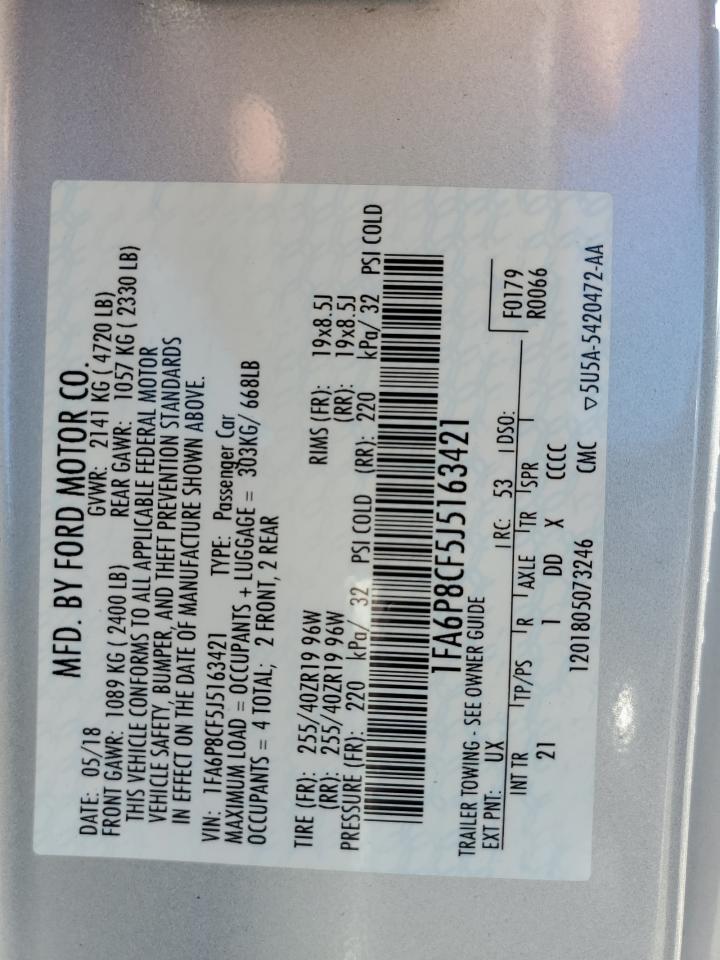 MFD. BY FORD MOTOR CO.
DATE: 05/18 GVWR: 2141 KG ( 4720 LB)
FRONT GAWR: 1089 KG ( 2400 LB) REAR GAWR: 1057 KG ( 2330 LB)
THIS VEHICLE CONFORMS TO ALL APPLICABLE FEDERAL MOTOR
VEHICLE SAFETY, BUMPER, AND THEFT PREVENTION STANDARDS
IN EFFECT ON THE DATE OF MANUFACTURE SHOWN ABOVE.
VIN: 1FA6P8CF5J5163421 TYPE: Passenger Car
MAXIMUM LOAD = OCCUPANTS + LUGGAGE = 303KG/ 668LB
OCCUPANTS = 4 TOTAL; 2 FRONT, 2 REAR
TIRE (FR): 255/40ZR19 96W RIMS (FR): 19x8.5J
(RR): 255/40ZR19 96W (RR): 19x8.5J
PRESSURE (FR): 220 kPa/ 32 PSI COLD (RR): 220 kPa/ 32 PSI COLD
1FA6P8CF5J5163421
TRAILER TOWING - SEE OWNER GUIDE
EXT PNT: UX RC: 53 DSO: F0179
INT TR TP/PS R AXLE TR SPR R0066
21 1 DD X CCCC
1201805073246 CMC ▽5U5A-5420472-AA